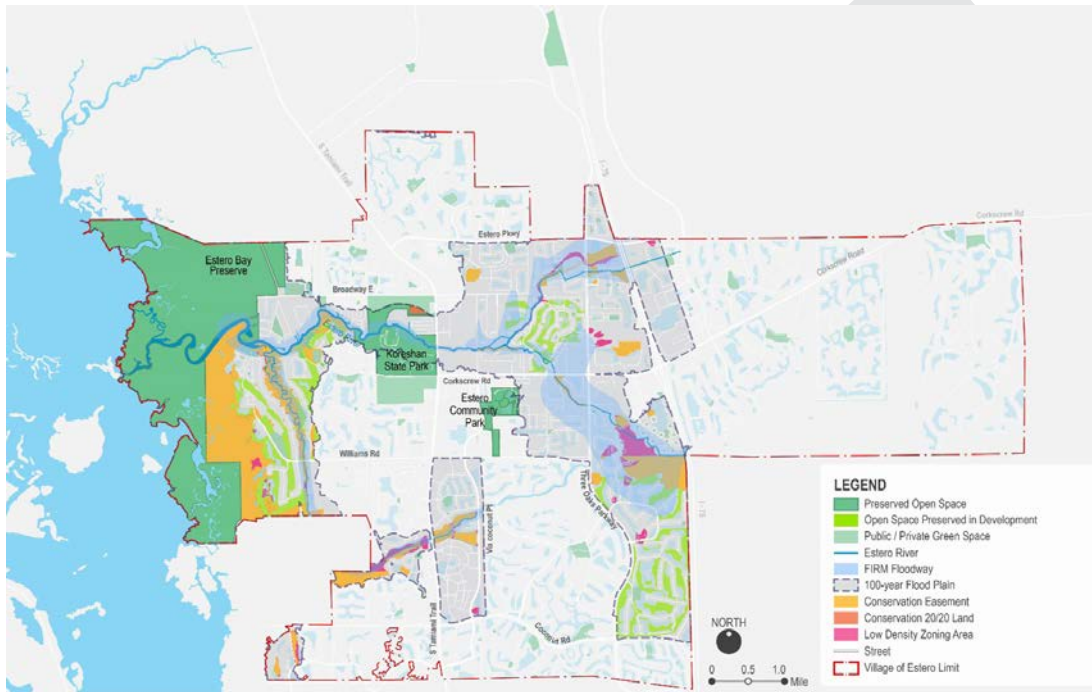 S Tamiami Trail
I - 75
Corkscrew Rd
Estero Pkwy
Corkscrew Road
Estero Bay
Preserve
Broadway E
Estero River
Koreshan
State Park
Corkscrew Rd
Estero
Community
Park
Williams Rd
Three Oaks Parkway
Via coconut Pt
I - 75
S Tamiami Trail
Coconut Rd
NORTH
0 0.5 1.0
Mile
LEGEND
Preserved Open Space
Open Space Preserved in Development
Public / Private Green Space
Estero River
FIRM Floodway
100-year Flood Plain
Conservation Easement
Conservation 20/20 Land
Low Density Zoning Area
Street
Village of Estero Limit